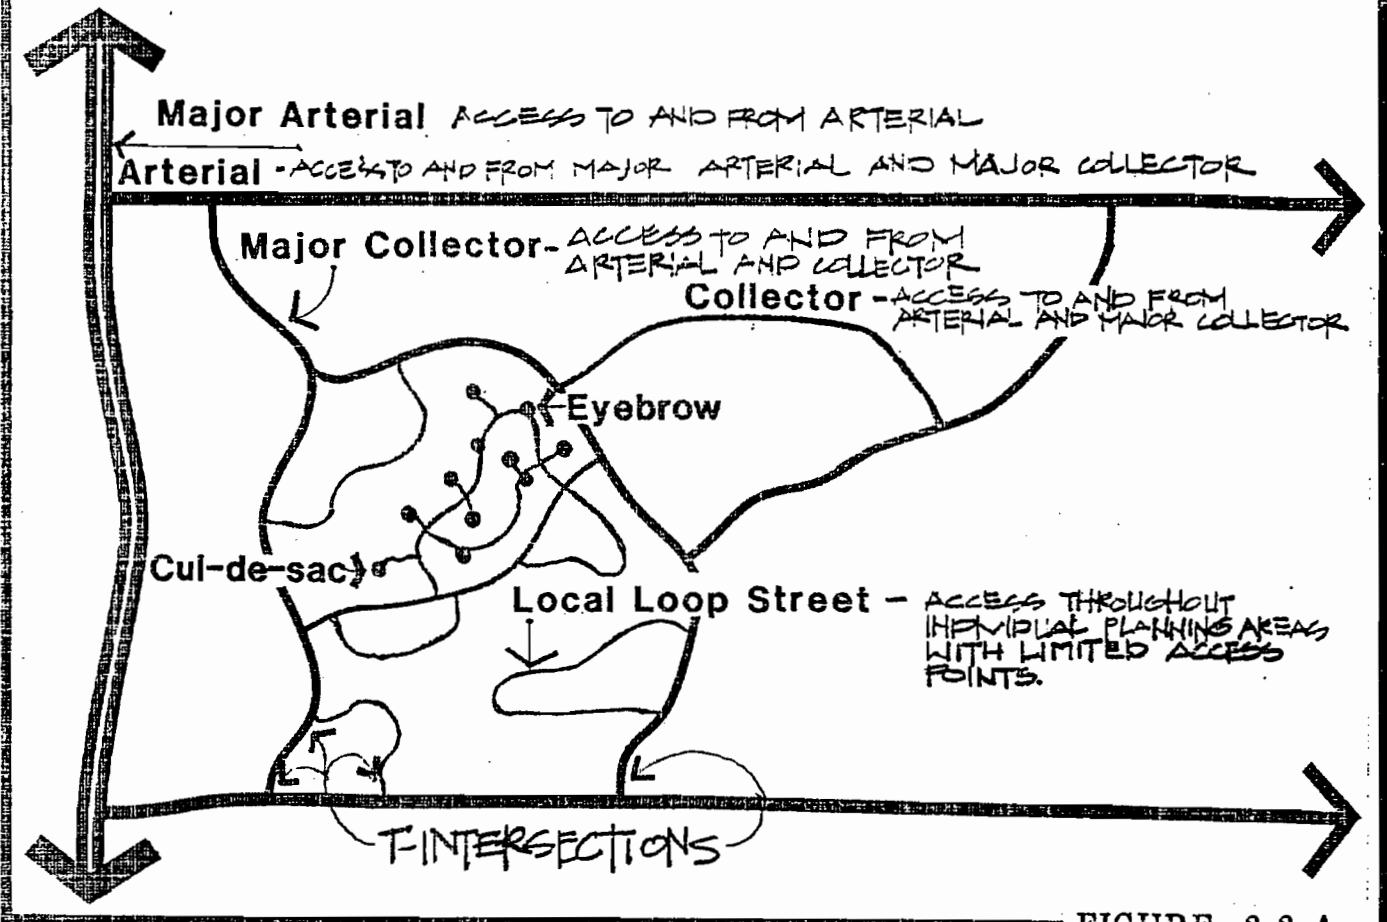 Major Arterial ACCESS TO AND FROM ARTERIAL
Arterial - ACCESS TO AND FROM MAJOR ARTERIAL AND MAJOR COLLECTOR
Major Collector- ACCESS TO AND FROM
ARTERIAL AND COLLECTOR
Collector - ACCESS TO AND FROM
ARTERIAL AND MAJOR COLLECTOR
Eyebrow
Cul-de-sac
Local Loop Street - ACCESS THROUGHOUT
INDIVIDUAL PLANNING AREAS
WITH LIMITED ACCESS
POINTS.
T-INTERSECTIONS
FIGURE